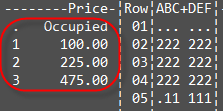 --------Price-|Row|ABC+DEF|
.   Occupied |01|... ...|
1     100.00 |02|222 222|
2     225.00 |03|222 222|
3     475.00 |04|222 222|
|05|.11 111|